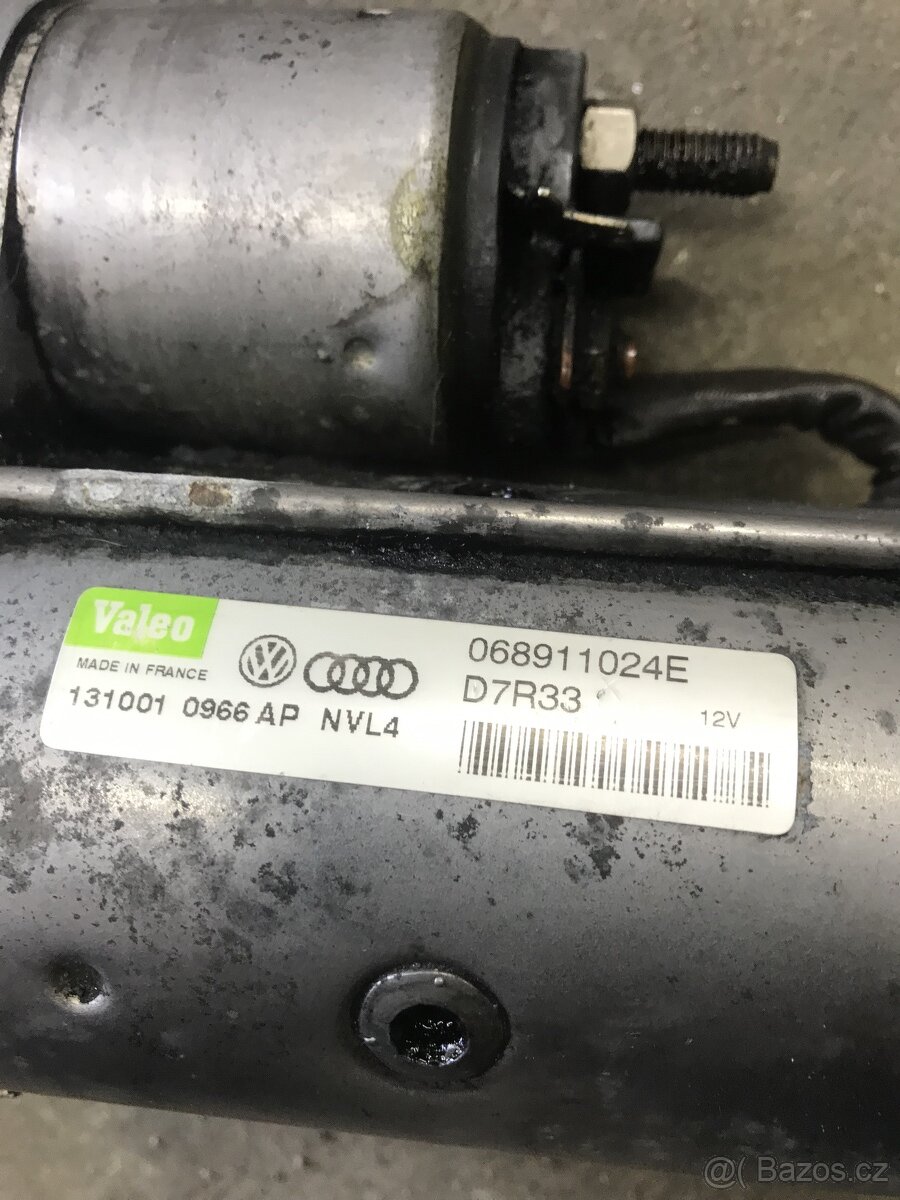 Valeo
MADE IN FRANCE
131001 0966 AP NVL4
068911024E
D7R33
12V
@( Bazos.cz